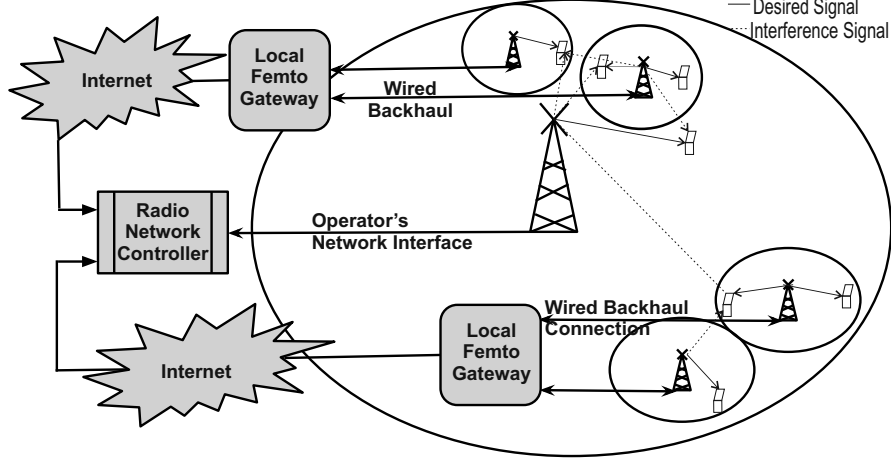 Desired Signal
Interference Signal
Internet
Local
Femto
Gateway
Wired
Backhaul
Radio
Network
Controller
Operator's
Network Interface
Wired Backhaul
Connection
Local
Femto
Gateway
Internet